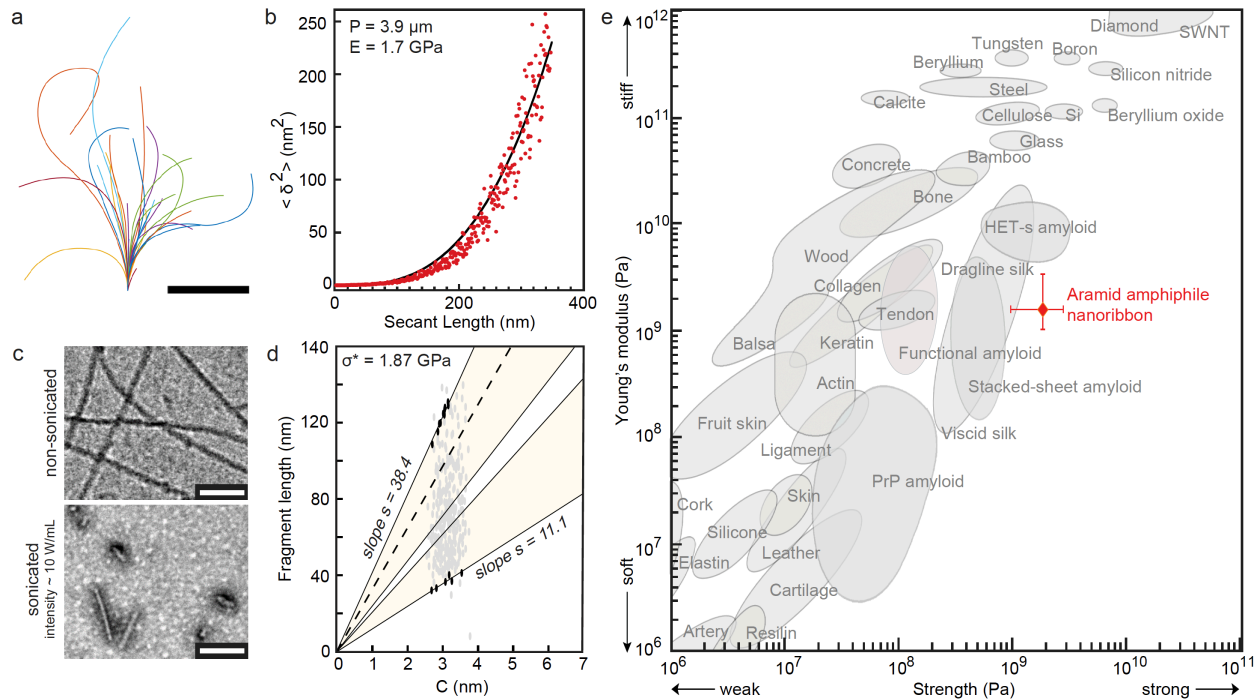 a
b
P = 3.9 µm
E = 1.7 GPa
250
200
150
100
50
0
< δ² > (nm²)
0
200
400
Secant Length (nm)
c
non-sonicated
sonicated
intensity ~ 10 W/mL
d
σ* = 1.87 GPa
140
120
80
60
40
0
Fragment length (nm)
slope s = 38.4
slope s = 11.1
0 1 2 3 4 5 6 7
C (nm)
e
10¹²
10¹¹
10¹⁰
10⁹
10⁸
10⁷
10⁶
stiff
Young's modulus (Pa)
soft
Diamond
SWNT
Tungsten
Boron
Beryllium
Silicon nitride
Steel
Calcite
Cellulose
Si
Beryllium oxide
Glass
Concrete
Bamboo
Bone
HET-s amyloid
Wood
Dragline silk
Collagen
Aramid amphiphile
nanoribbon
Tendon
Balsa
Keratin
Functional amyloid
Actin
Stacked-sheet amyloid
Fruit skin
Viscid silk
Ligament
PrP amyloid
Cork
Skin
Silicone
Leather
Elastin
Cartilage
Artery
Resilin
10⁶ 10⁷ 10⁸ 10⁹ 10¹⁰ 10¹¹
weak
Strength (Pa)
strong